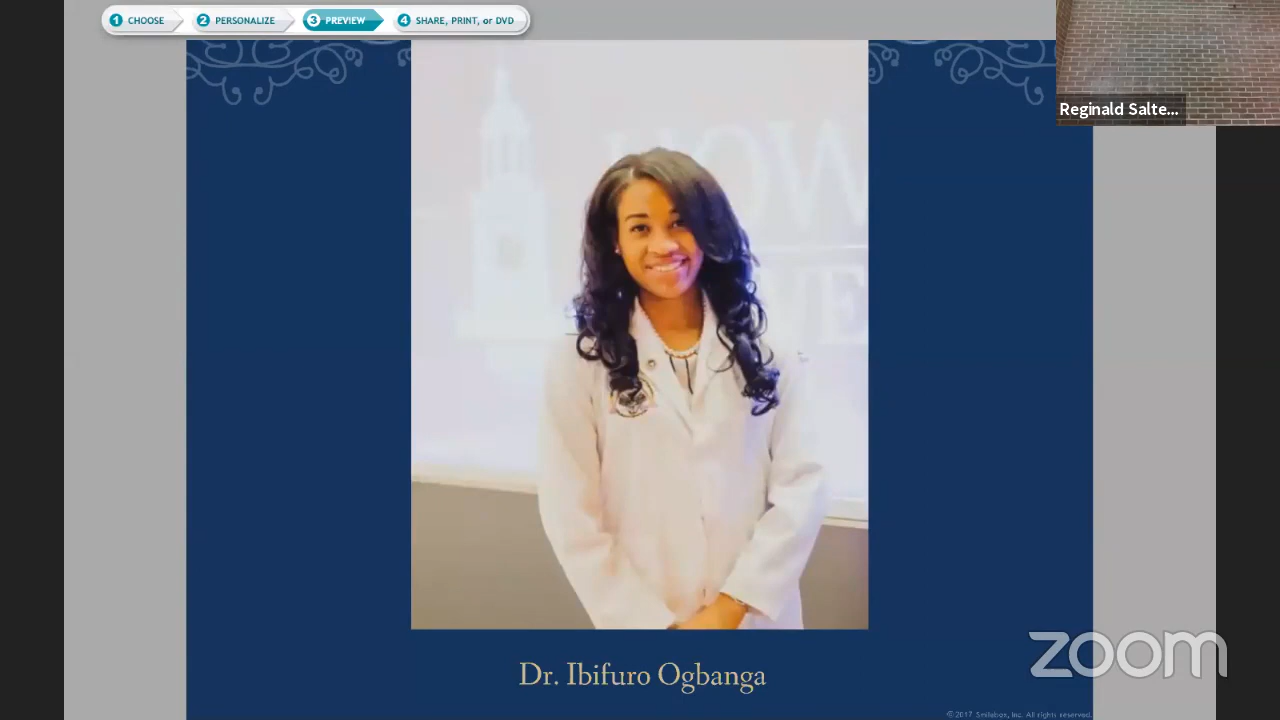 1 CHOOSE
2 PERSONALIZE
3 PREVIEW
4 SHARE, PRINT, or DVD
Reginald Salte...
HOW
Dr. Ibifuro Ogbanga
zoom
© 2017 Smilebox, Inc. All rights reserved.